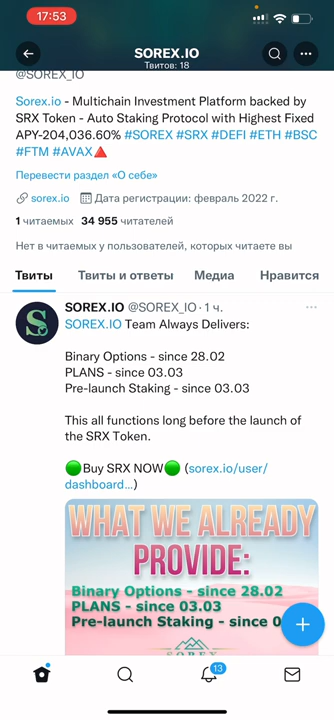 17:53
SOREX.IO
Твитов: 18
@SOREX_IO
Sorex.io - Multichain Investment Platform backed by
SRX Token - Auto Staking Protocol with Highest Fixed
APY-204,036.60% #SOREX #SRX #DEFI #ETH #BSC
#FTM #AVAX🔺
Перевести раздел «О себе»
sorex.io Дата регистрации: февраль 2022 г.
1 читаемых 34 955 читателей
Нет в читаемых у пользователей, которых читаете вы
Твиты Твиты и ответы Медиа Нравится
SOREX.IO @SOREX_IO · 1 ч.
SOREX.IO Team Always Delivers:
Binary Options - since 28.02
PLANS - since 03.03
Pre-launch Staking - since 03.03
This all functions long before the launch of
the SRX Token.
🟢Buy SRX NOW🟢 (sorex.io/user/
dashboard...)
WHAT WE ALREADY
PROVIDE:
Binary Options - since 28.02
PLANS - since 03.03
Pre-launch Staking - since 0
SOREX
13